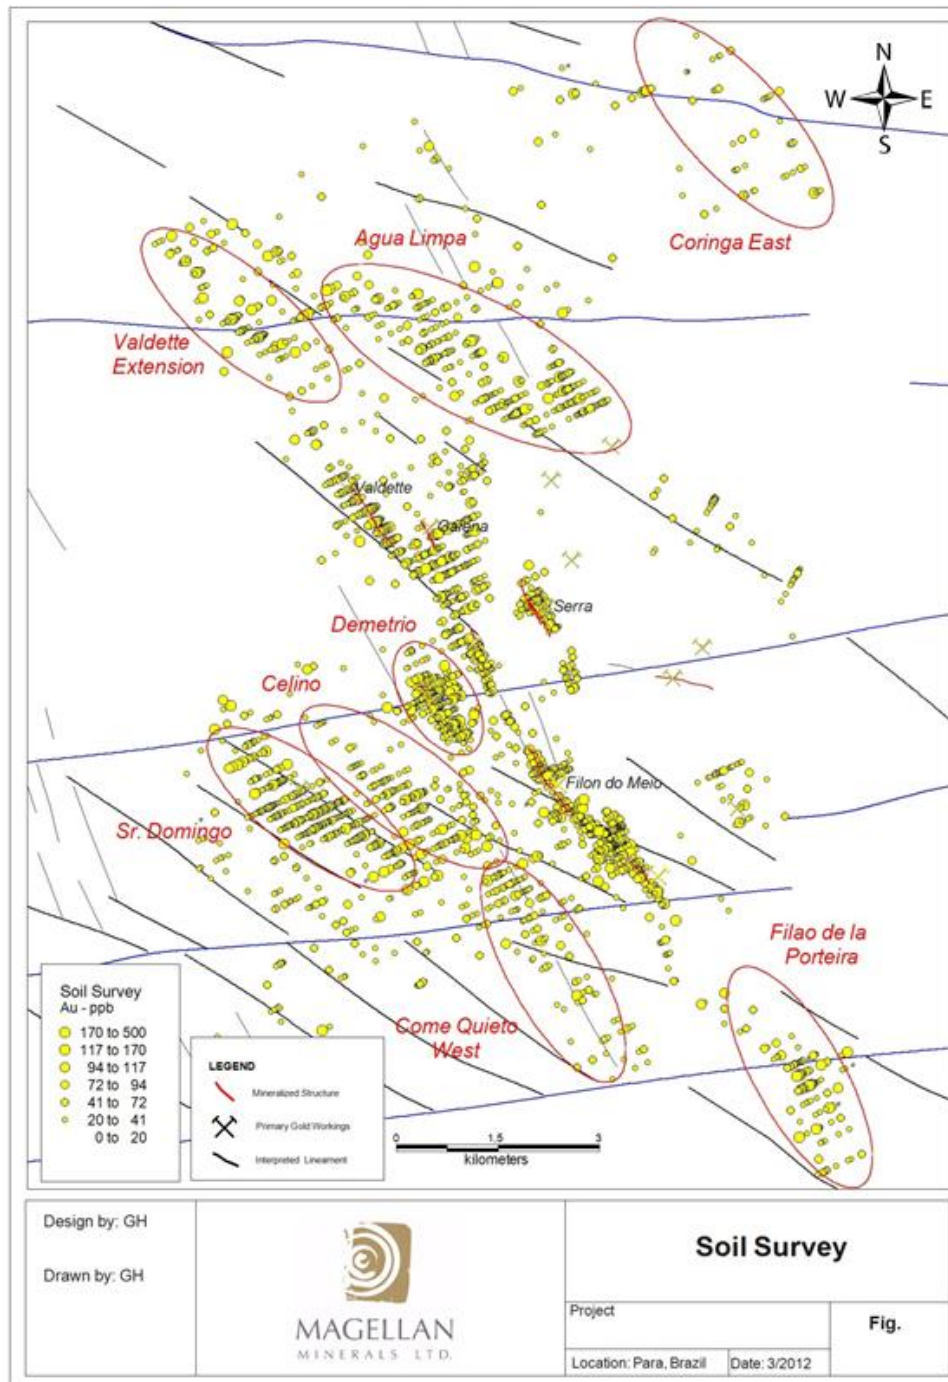 N
W E
S
Coringa East
Agua Limpa
Valdette
Extension
Valdette
Galena
Serra
Demetrio
Celino
Filon do Meio
Sr. Domingo
Filao de la
Porteira
Come Quieto
West
Soil Survey
Au - ppb
170 to 500
117 to 170
94 to 117
72 to 94
41 to 72
20 to 41
0 to 20
LEGEND
Mineralized Structure
Primary Gold Workings
Interpreted Lineament
0 1,5 3
kilometers
Design by: GH
Drawn by: GH
MAGELLAN
MINERALS LTD.
Soil Survey
Project
Fig.
Location: Para, Brazil
Date: 3/2012